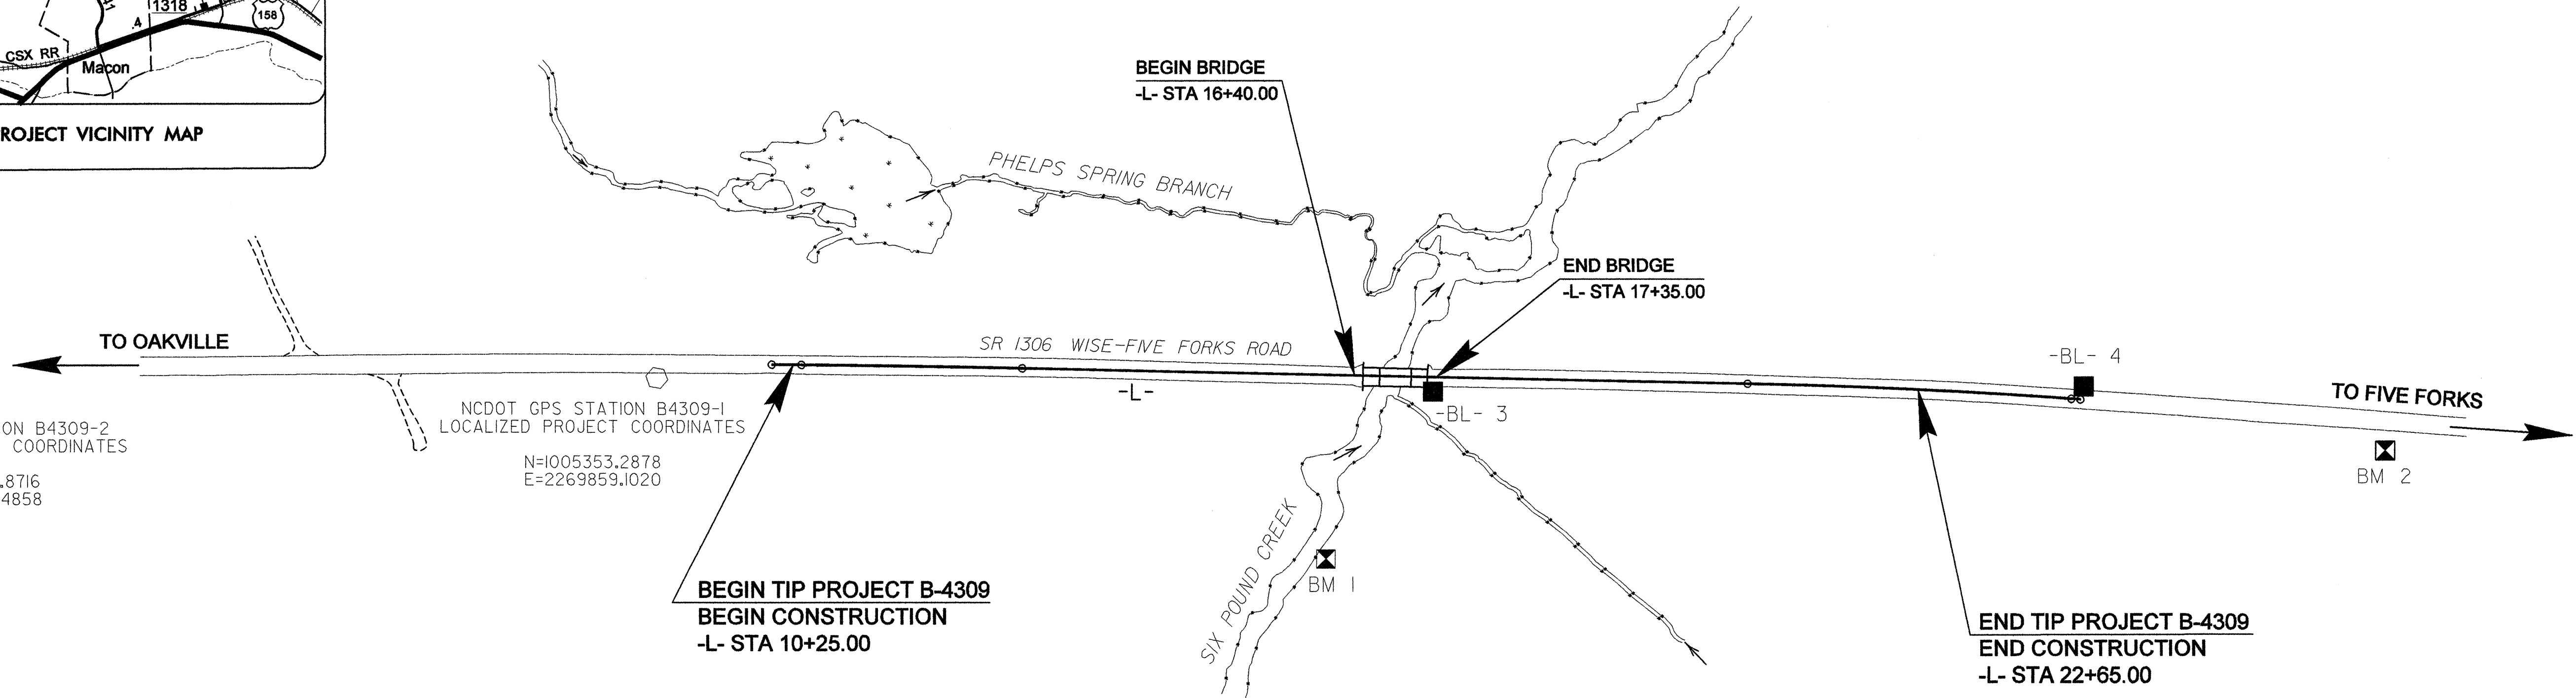 1318
158
.4
CSX RR
Macon
ROJECT VICINITY MAP
BEGIN BRIDGE
-L- STA 16+40.00
PHELPS SPRING BRANCH
END BRIDGE
-L- STA 17+35.00
TO OAKVILLE
SR 1306 WISE-FIVE FORKS ROAD
-L-
-BL- 3
-BL- 4
TO FIVE FORKS
BM 2
NCDOT GPS STATION B4309-1
LOCALIZED PROJECT COORDINATES
N=1005353.2878
E=2269859.1020
ON B4309-2
COORDINATES
.8716
4858
SIX POUND CREEK
BM 1
BEGIN TIP PROJECT B-4309
BEGIN CONSTRUCTION
-L- STA 10+25.00
END TIP PROJECT B-4309
END CONSTRUCTION
-L- STA 22+65.00